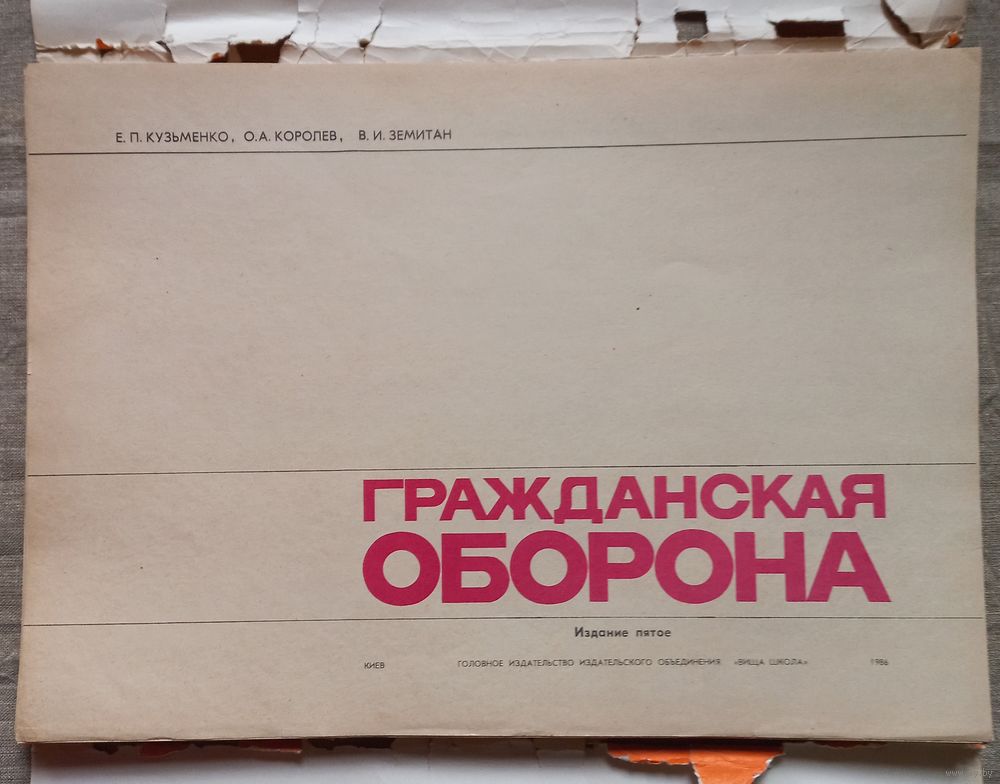 Е. П. КУЗЬМЕНКО, О.А. КОРОЛЕВ, В. И. ЗЕМИТАН
ГРАЖДАНСКАЯ
ОБОРОНА
Издание пятое
КИЕВ ГОЛОВНОЕ ИЗДАТЕЛЬСТВО ИЗДАТЕЛЬСКОГО ОБЪЕДИНЕНИЯ «ВИЩА ШКОЛА» 1986